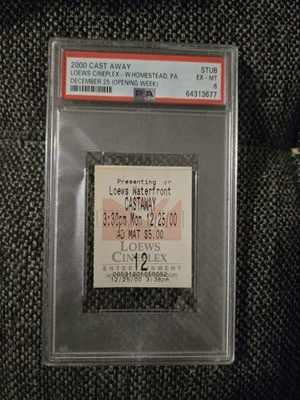 2000 CAST AWAY
LOEWS CINEPLEX - W.HOMESTEAD, PA
DECEMBER 25 (OPENING WEEK)
STUB
EX - MT
6
64313677
PSA
Presenting
Loews Waterfront
CASTAWAY
3:30pm Mon 12/25/00
AD MAT $5.00
LOEWS
CINEPLEX
12
ENTERTAINMENT
12/25/00 3:38pm